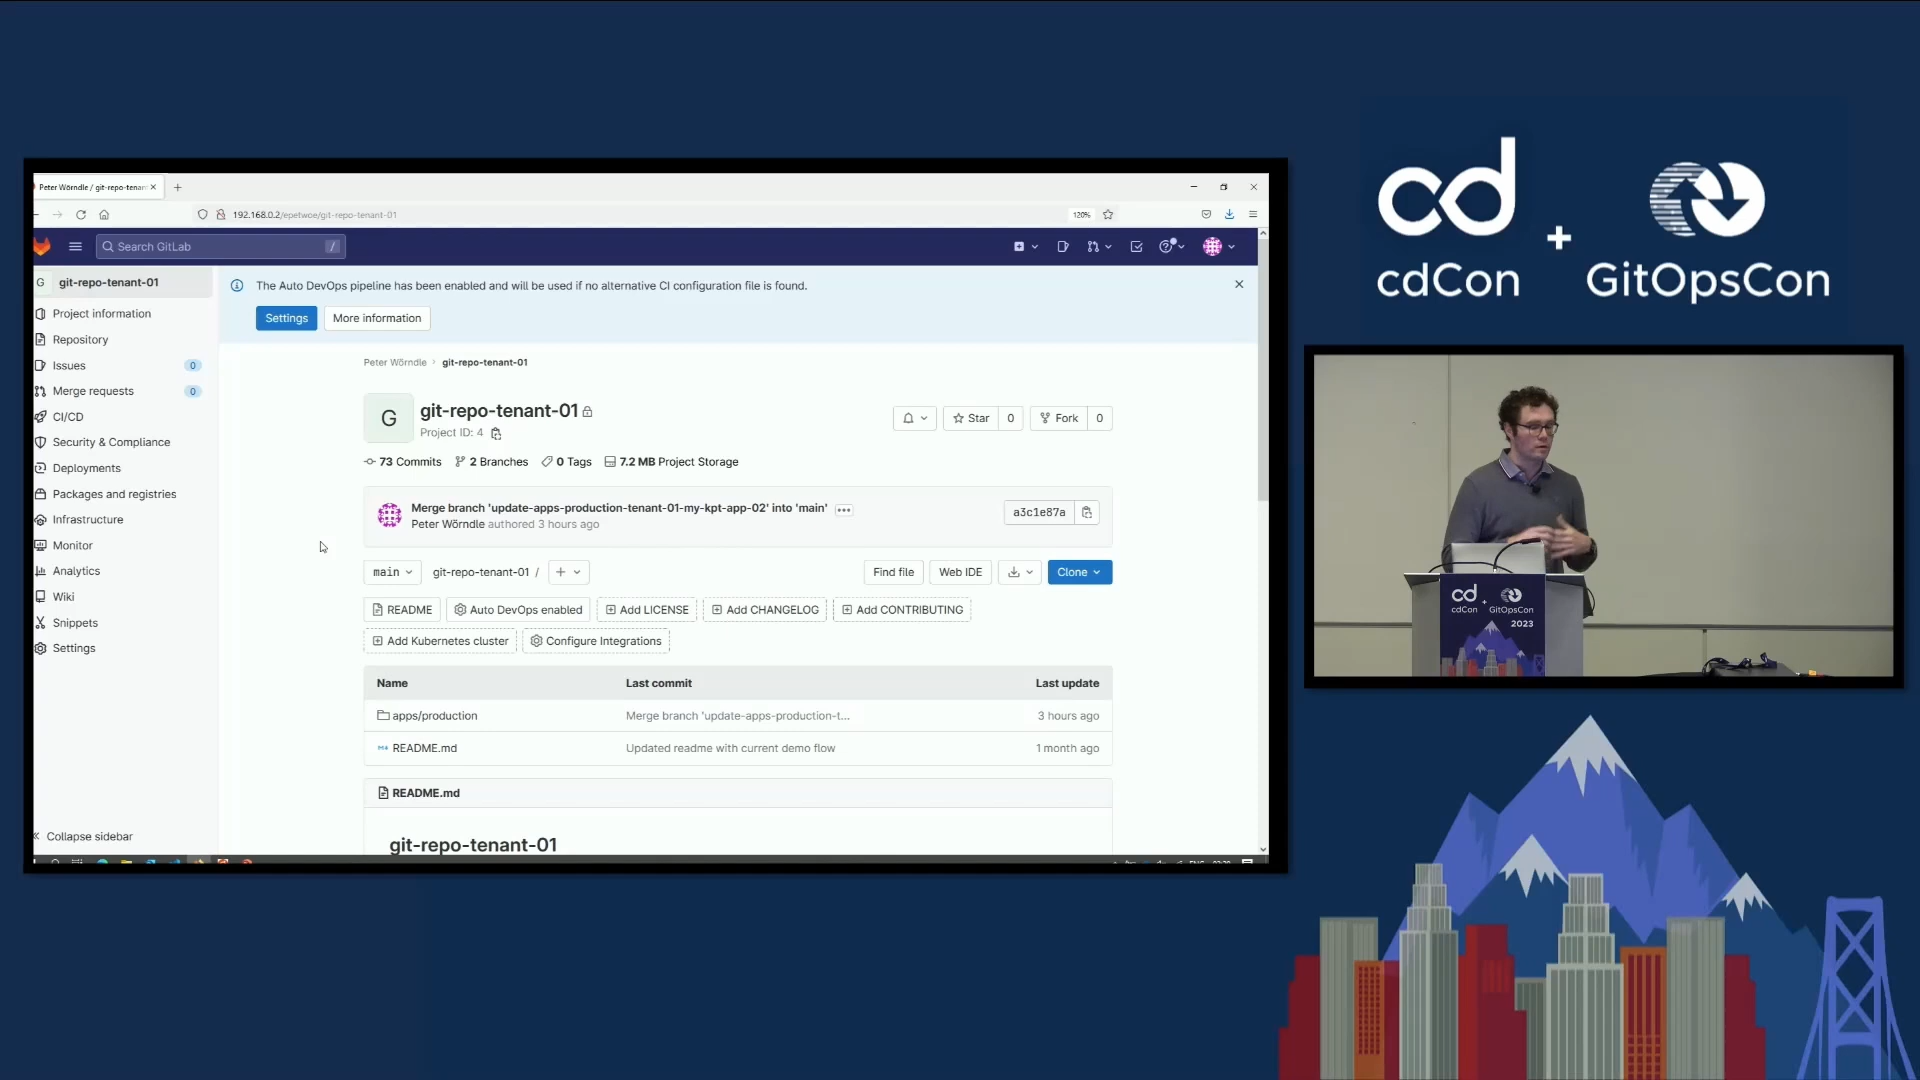 Peter Wörndle / git-repo-tenan
192.168.0.2/epetwoe/git-repo-tenant-01
120%
Search GitLab
/
G git-repo-tenant-01
Project information
Repository
Issues 0
Merge requests 0
CI/CD
Security & Compliance
Deployments
Packages and registries
Infrastructure
Monitor
Analytics
Wiki
Snippets
Settings
Collapse sidebar
The Auto DevOps pipeline has been enabled and will be used if no alternative CI configuration file is found.
Settings More information
Peter Wörndle › git-repo-tenant-01
G
git-repo-tenant-01
Project ID: 4
Star 0 Fork 0
73 Commits 2 Branches 0 Tags 7.2 MB Project Storage
Merge branch 'update-apps-production-tenant-01-my-kpt-app-02' into 'main'
Peter Wörndle authored 3 hours ago
a3c1e87a
main git-repo-tenant-01 / +
Find file Web IDE Clone
README Auto DevOps enabled Add LICENSE Add CHANGELOG Add CONTRIBUTING
Add Kubernetes cluster Configure Integrations
Name Last commit Last update
apps/production Merge branch 'update-apps-production-t... 3 hours ago
README.md Updated readme with current demo flow 1 month ago
README.md
git-repo-tenant-01
cd
cdCon + GitOpsCon
cd
cdCon + GitOpsCon
2023